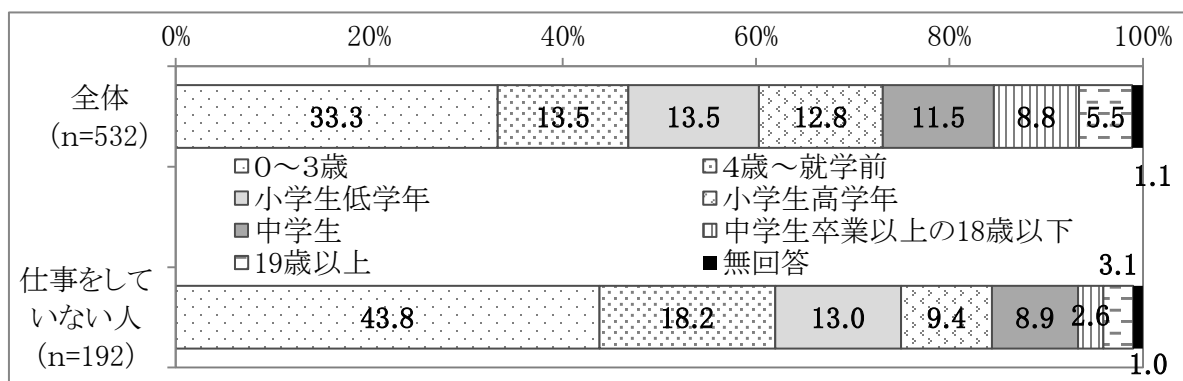 0% 20% 40% 60% 80% 100%
全体
(n=532)
33.3 13.5 13.5 12.8 11.5 8.8 5.5
1.1
0～3歳 4歳～就学前
小学生低学年 小学生高学年
中学生 中学生卒業以上の18歳以下
19歳以上 無回答
3.1
仕事をして
いない人
(n=192)
43.8 18.2 13.0 9.4 8.9 2.6
1.0